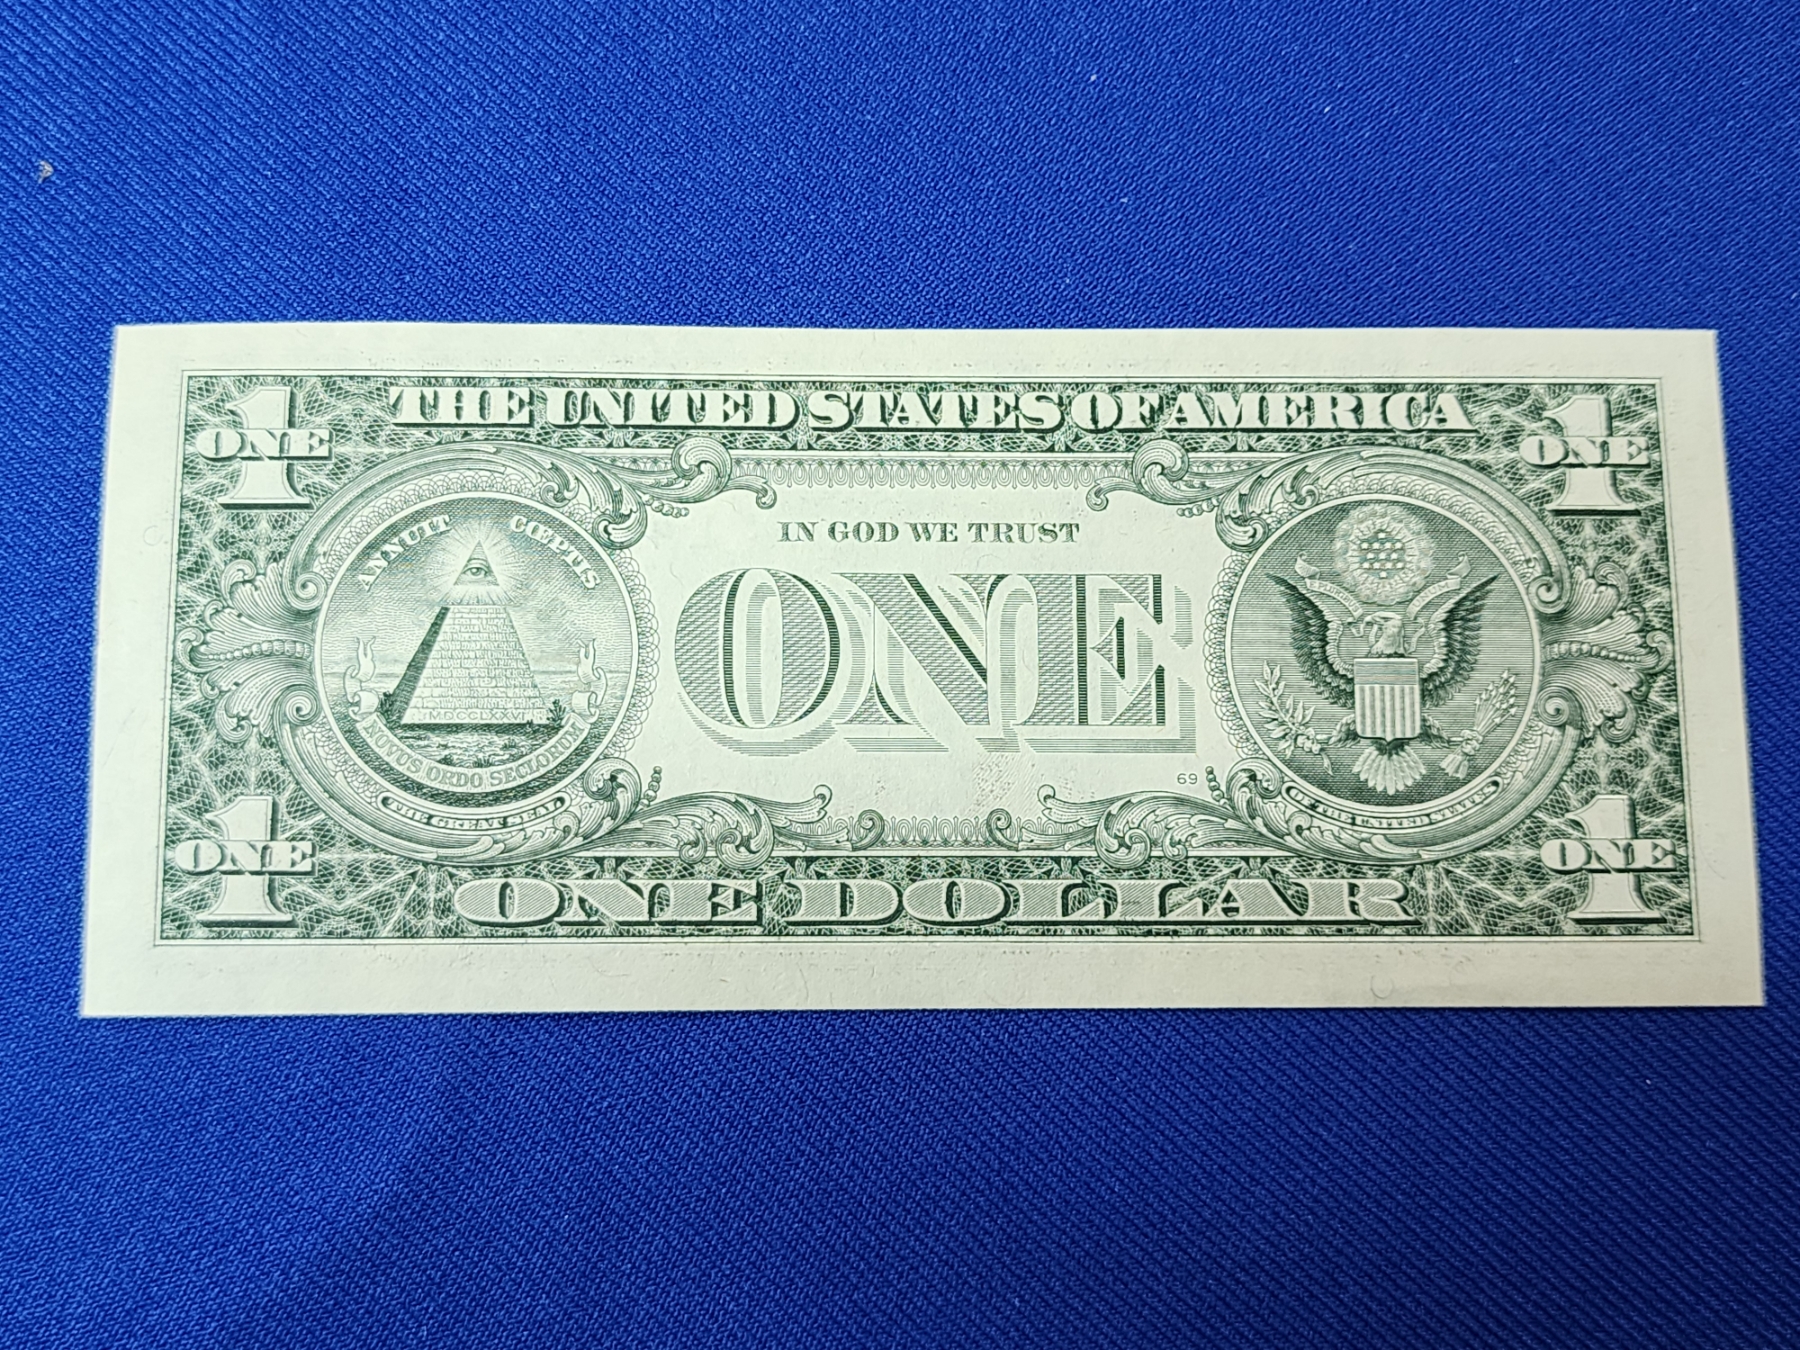 THE UNITED STATES OF AMERICA
1
ONE
1
ONE
ANNUIT CŒPTIS
IN GOD WE TRUST
ONE
MDCCLXXVI
NOVUS ORDO SECLORUM
69
THE GREAT SEAL
OF THE UNITED STATES
1
ONE
1
ONE
ONE DOLLAR